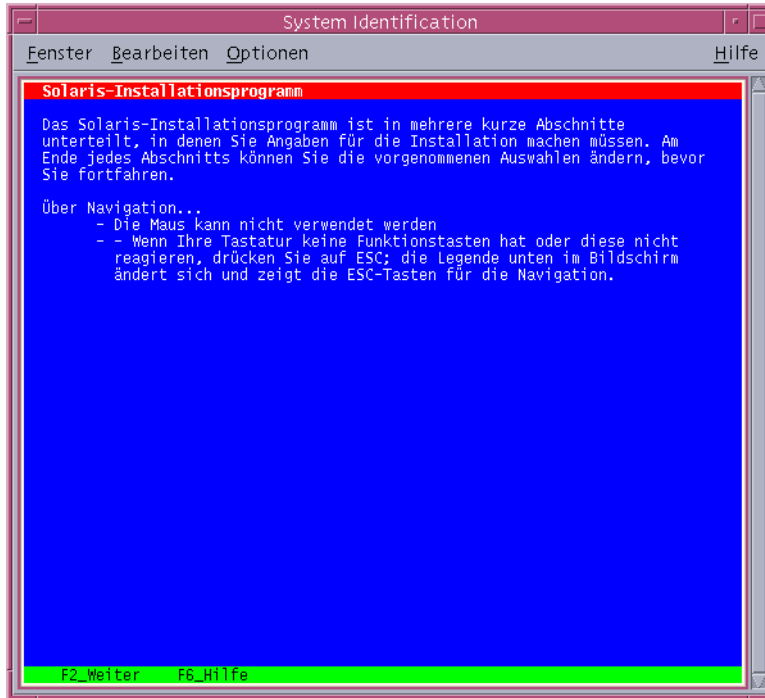 System Identification
Fenster Bearbeiten Optionen Hilfe
Solaris-Installationsprogramm
Das Solaris-Installationsprogramm ist in mehrere kurze Abschnitte
unterteilt, in denen Sie Angaben für die Installation machen müssen. Am
Ende jedes Abschnitts können Sie die vorgenommenen Auswahlen ändern, bevor
Sie fortfahren.
Über Navigation...
- Die Maus kann nicht verwendet werden
- - Wenn Ihre Tastatur keine Funktionstasten hat oder diese nicht
reagieren, drücken Sie auf ESC; die Legende unten im Bildschirm
ändert sich und zeigt die ESC-Tasten für die Navigation.
F2_Weiter F6_Hilfe